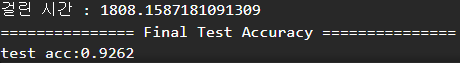 걸린 시간 : 1808.1587181091309
=============== Final Test Accuracy ===============
test acc:0.9262